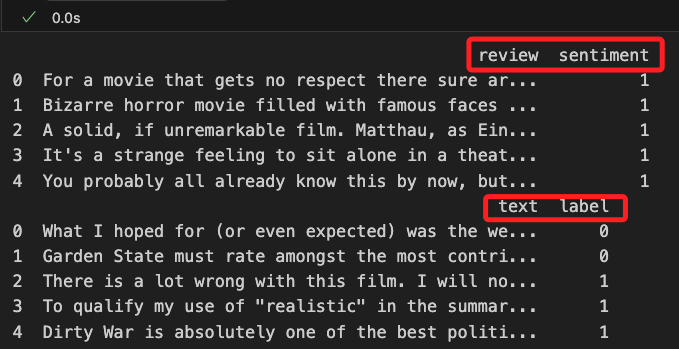 0.0s
review sentiment
0 For a movie that gets no respect there sure ar... 1
1 Bizarre horror movie filled with famous faces ... 1
2 A solid, if unremarkable film. Matthau, as Ein... 1
3 It's a strange feeling to sit alone in a theat... 1
4 You probably all already know this by now, but... 1
text label
0 What I hoped for (or even expected) was the we... 0
1 Garden State must rate amongst the most contri... 0
2 There is a lot wrong with this film. I will no... 1
3 To qualify my use of "realistic" in the summar... 1
4 Dirty War is absolutely one of the best politi... 1